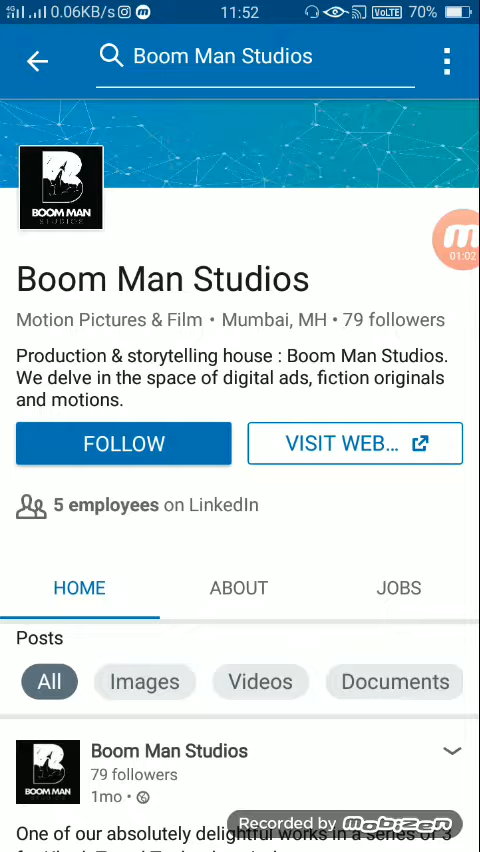 4G 0.06KB/s 11:52 VoLTE 70%
Boom Man Studios
BOOM MAN
STUDIOS
m
01:02
Boom Man Studios
Motion Pictures & Film • Mumbai, MH • 79 followers
Production & storytelling house : Boom Man Studios.
We delve in the space of digital ads, fiction originals
and motions.
FOLLOW
VISIT WEB...
5 employees on LinkedIn
HOME ABOUT JOBS
Posts
All Images Videos Documents
BOOM MAN
Boom Man Studios
79 followers
1mo •
Recorded by mobizen
One of our absolutely delightful works in a series of 3